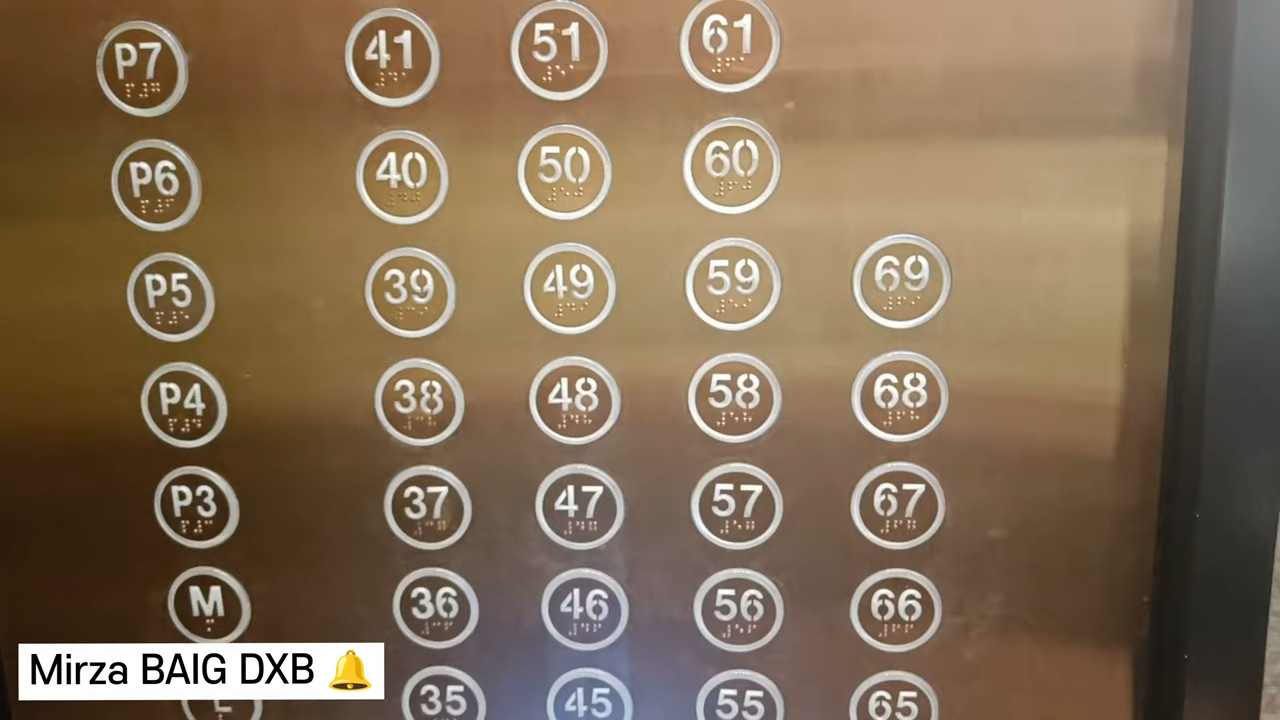 P7 41 51 61
P6 40 50 60
P5 39 49 59 69
P4 38 48 58 68
P3 37 47 57 67
M 36 46 56 66
L 35 45 55 65
Mirza BAIG DXB 🔔